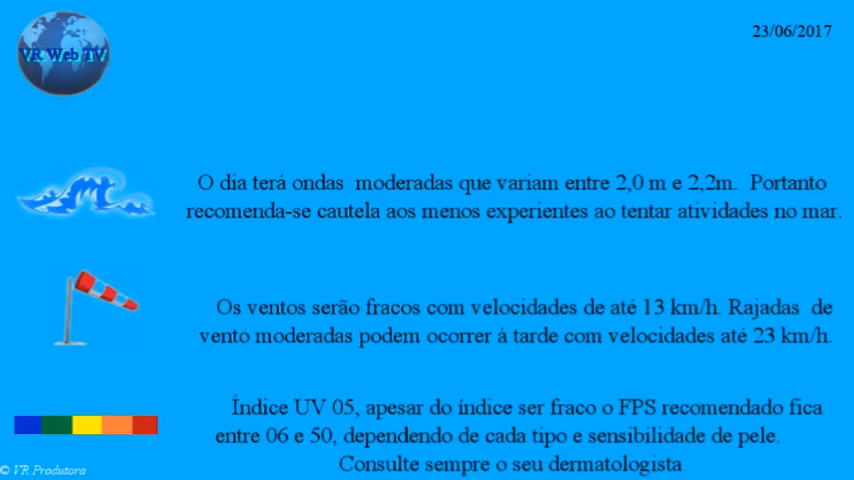 VR Web TV
23/06/2017
O dia terá ondas moderadas que variam entre 2,0 m e 2,2m. Portanto
recomenda-se cautela aos menos experientes ao tentar atividades no mar.
Os ventos serão fracos com velocidades de até 13 km/h. Rajadas de
vento moderadas podem ocorrer à tarde com velocidades até 23 km/h.
Índice UV 05, apesar do índice ser fraco o FPS recomendado fica
entre 06 e 50, dependendo de cada tipo e sensibilidade de pele.
Consulte sempre o seu dermatologista
© VR Produtora